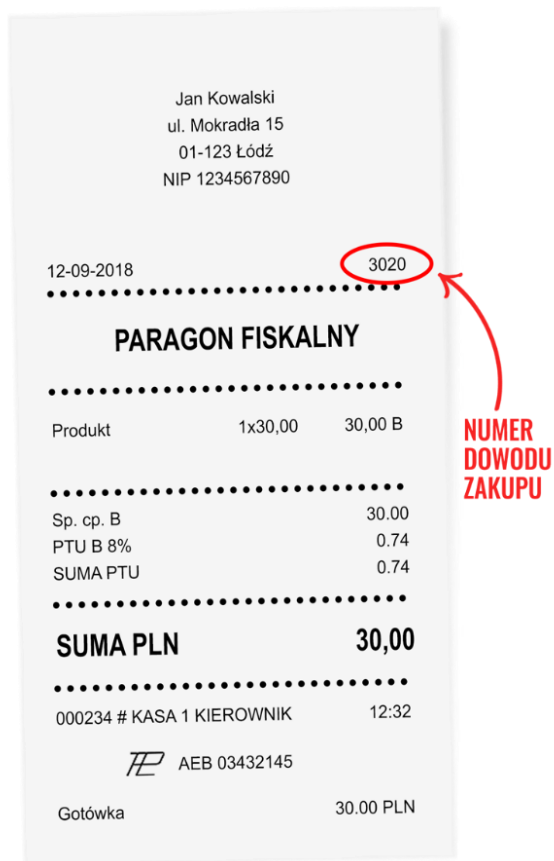 Jan Kowalski
ul. Mokradła 15
01-123 Łódź
NIP 1234567890
12-09-2018 3020
PARAGON FISKALNY
Produkt 1x30,00 30,00 B
Sp. cp. B 30.00
PTU B 8% 0.74
SUMA PTU 0.74
SUMA PLN 30,00
000234 # KASA 1 KIEROWNIK 12:32
AEB 03432145
Gotówka 30.00 PLN
NUMER
DOWODU
ZAKUPU